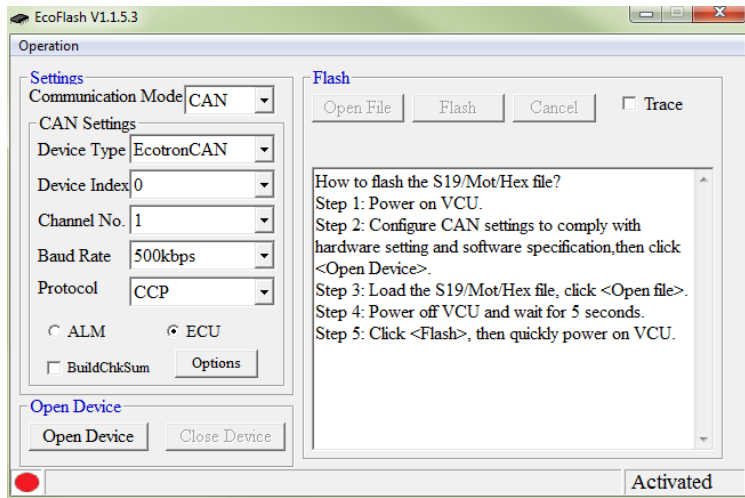 EcoFlash V1.1.5.3
Operation
Settings
Communication Mode CAN
CAN Settings
Device Type EcotronCAN
Device Index 0
Channel No. 1
Baud Rate 500kbps
Protocol CCP
ALM ECU
BuildChkSum Options
Open Device
Open Device Close Device
Flash
Open File Flash Cancel Trace
How to flash the S19/Mot/Hex file?
Step 1: Power on VCU.
Step 2: Configure CAN settings to comply with
hardware setting and software specification,then click
<Open Device>.
Step 3: Load the S19/Mot/Hex file, click <Open file>.
Step 4: Power off VCU and wait for 5 seconds.
Step 5: Click <Flash>, then quickly power on VCU.
Activated